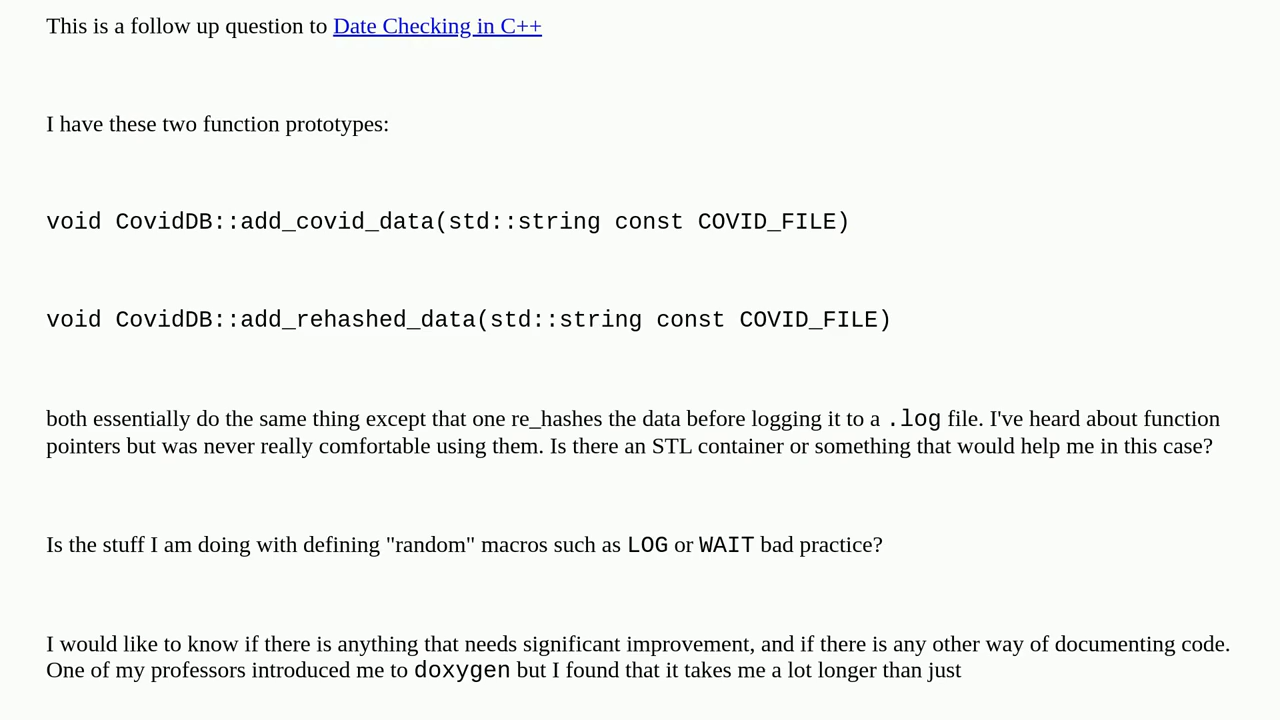 This is a follow up question to Date Checking in C++
I have these two function prototypes:
void CovidDB::add_covid_data(std::string const COVID_FILE)
void CovidDB::add_rehashed_data(std::string const COVID_FILE)
both essentially do the same thing except that one re_hashes the data before logging it to a .log file. I've heard about function
pointers but was never really comfortable using them. Is there an STL container or something that would help me in this case?
Is the stuff I am doing with defining "random" macros such as LOG or WAIT bad practice?
I would like to know if there is anything that needs significant improvement, and if there is any other way of documenting code.
One of my professors introduced me to doxygen but I found that it takes me a lot longer than just